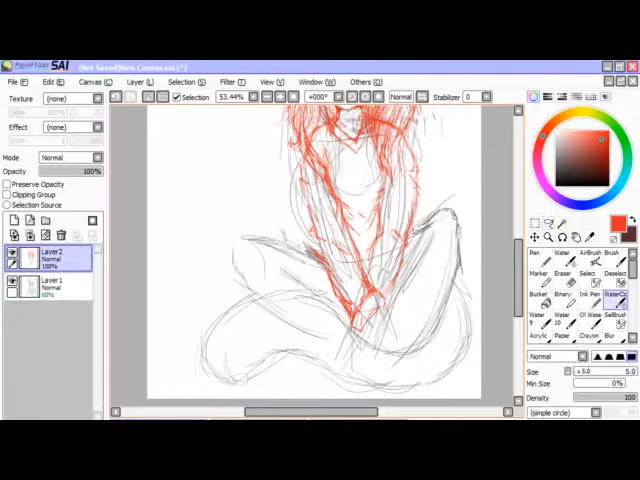 PaintTool SAI (Not Saved)New Canvas.sai (*)
File (F) Edit (E) Canvas (C) Layer (L) Selection (S) Filter (T) View (V) Window (W) Others (O)
Texture (none)
Effect (none)
Mode Normal
Opacity 100%
Preserve Opacity
Clipping Group
Selection Source
Layer2
Normal
100%
Layer1
Normal
60%
Selection 53.44% +000° Normal Stabilizer 0
Pen AirBrush Brush
Marker Eraser Select Deselect
Bucket Binary Ink Pen WaterCo
Water 9 Water 10 Oil Water SelBrush
Acrylic Paper Crayon Blur
Normal
Size x 5.0 5.0
Min Size 0%
Density 100
(simple circle)